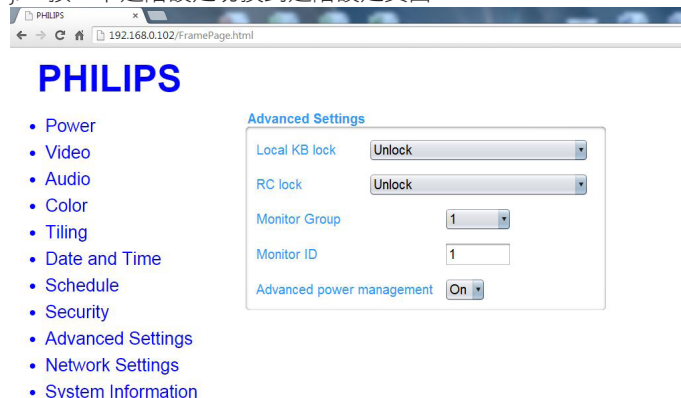 PHILIPS
192.168.0.102/FramePage.html
PHILIPS
• Power
• Video
• Audio
• Color
• Tiling
• Date and Time
• Schedule
• Security
• Advanced Settings
• Network Settings
• System Information
Advanced Settings
Local KB lock Unlock
RC lock Unlock
Monitor Group 1
Monitor ID 1
Advanced power management On